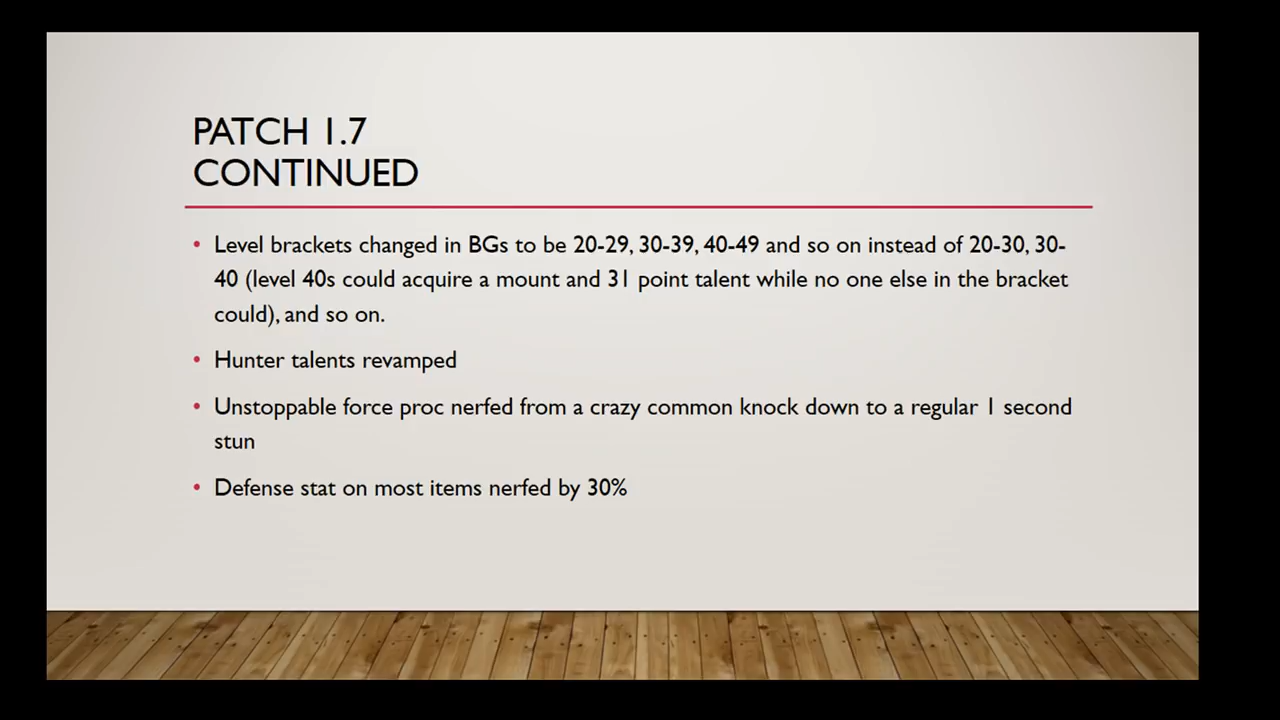 PATCH 1.7
CONTINUED
• Level brackets changed in BGs to be 20-29, 30-39, 40-49 and so on instead of 20-30, 30-
40 (level 40s could acquire a mount and 31 point talent while no one else in the bracket
could), and so on.
• Hunter talents revamped
• Unstoppable force proc nerfed from a crazy common knock down to a regular 1 second
stun
• Defense stat on most items nerfed by 30%